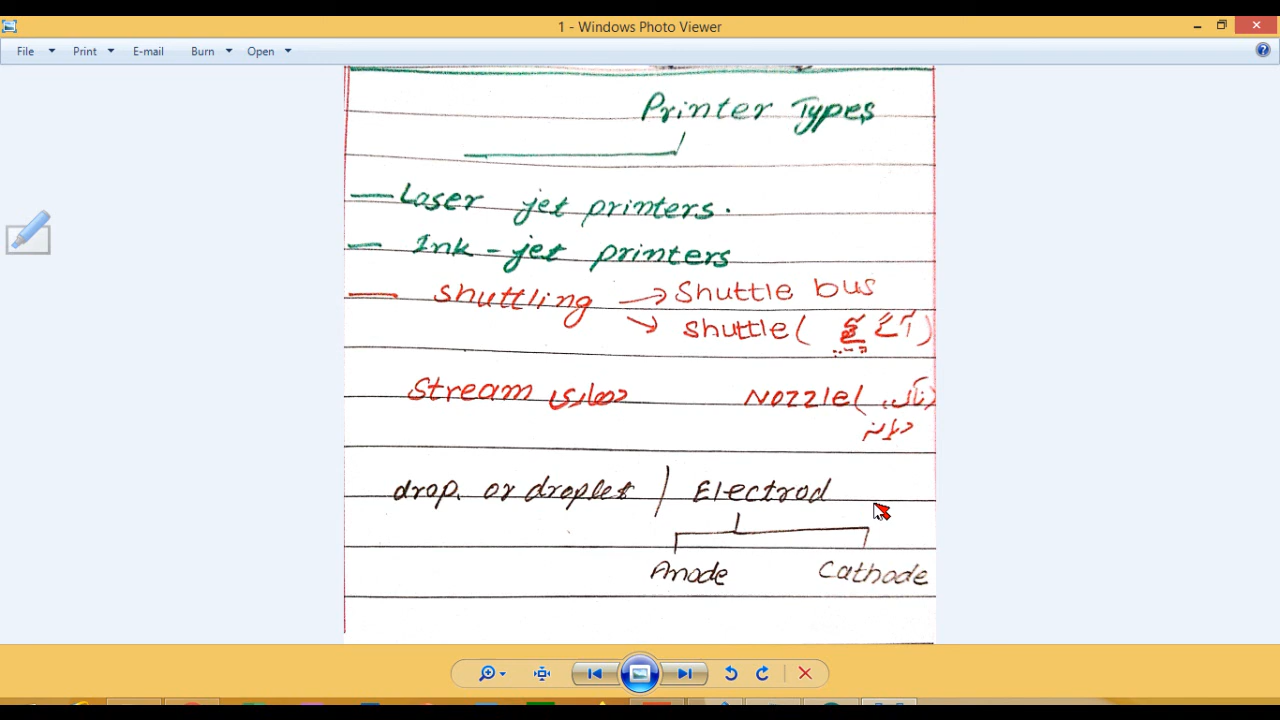 1 - Windows Photo Viewer
File Print E-mail Burn Open
Printer Types
— Laser jet printers.
— Ink-jet printers
— Shuttling → Shuttle bus
→ shuttle(
Stream Nozzle(
drop. or droplet / Electrod
Anode Cathode